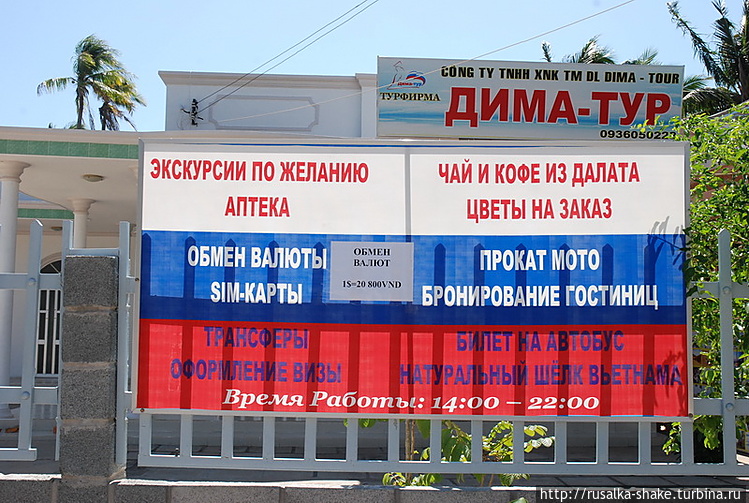 CÔNG TY TNHH XNK TM DL DIMA - TOUR
ДИМА-ТУР
ТУРФИРМА
ДИМА-ТУР
ЭКСКУРСИИ ПО ЖЕЛАНИЮ
АПТЕКА
ЧАЙ И КОФЕ ИЗ ДАЛАТА
ЦВЕТЫ НА ЗАКАЗ
ОБМЕН ВАЛЮТЫ
SIM-КАРТЫ
ОБМЕН
ВАЛЮТ
1$=20 800VND
ПРОКАТ МОТО
БРОНИРОВАНИЕ ГОСТИНИЦ
ТРАНСФЕРЫ
ОФОРМЛЕНИЕ ВИЗЫ
БИЛЕТ НА АВТОБУС
НАТУРАЛЬНЫЙ ШЁЛК ВЬЕТНАМА
Время Работы: 14:00 – 22:00
© http://rusalka-shake.turbina.ru/